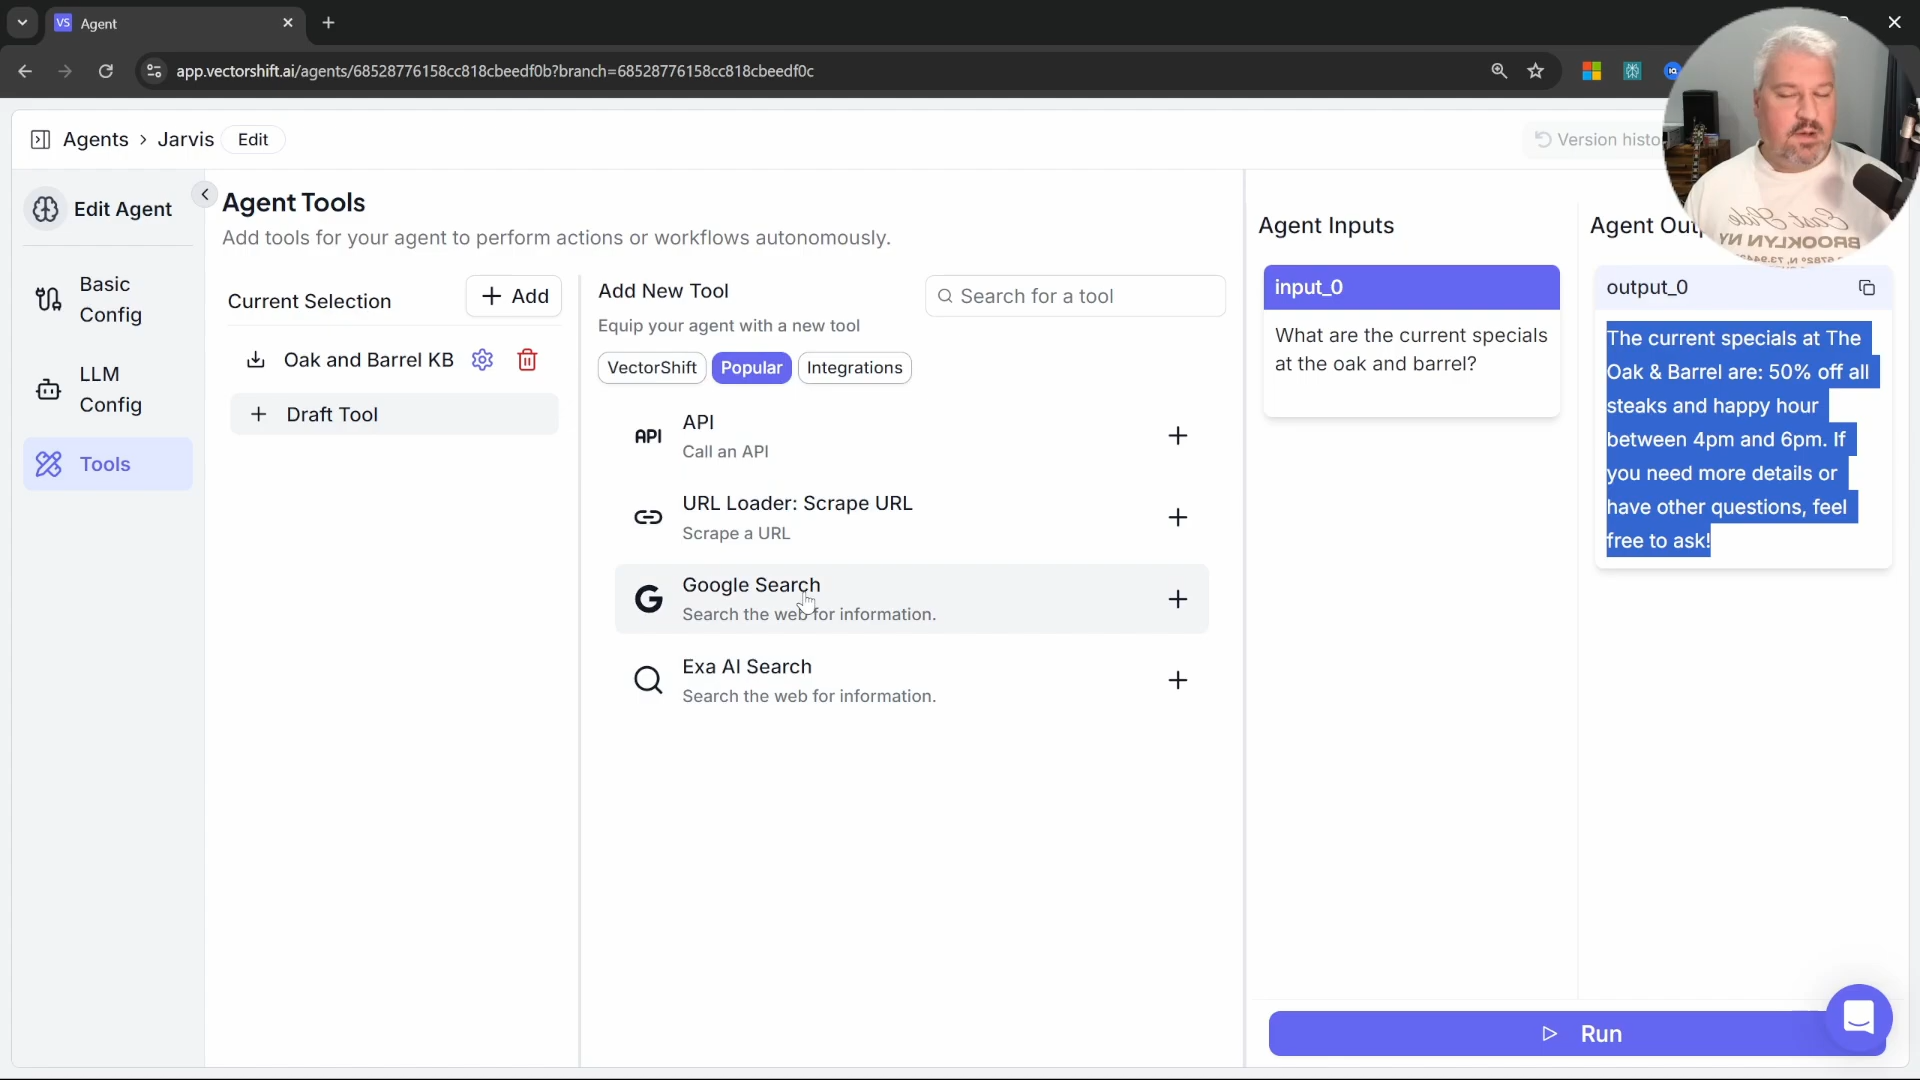 VS Agent
app.vectorshift.ai/agents/68528776158cc818cbeedf0b?branch=68528776158cc818cbeedf0c
Agents > Jarvis Edit
Version histo
Edit Agent
Basic
Config
LLM
Config
Tools
Agent Tools
Add tools for your agent to perform actions or workflows autonomously.
Current Selection
+ Add
Oak and Barrel KB
+ Draft Tool
Add New Tool
Equip your agent with a new tool
Search for a tool
VectorShift
Popular
Integrations
API
API
Call an API
URL Loader: Scrape URL
Scrape a URL
G
Google Search
Search the web for information.
Exa AI Search
Search the web for information.
Agent Inputs
input_0
What are the current specials
at the oak and barrel?
Agent Out
output_0
The current specials at The
Oak & Barrel are: 50% off all
steaks and happy hour
between 4pm and 6pm. If
you need more details or
have other questions, feel
free to ask!
Run
East Side
BROOKLYN NY